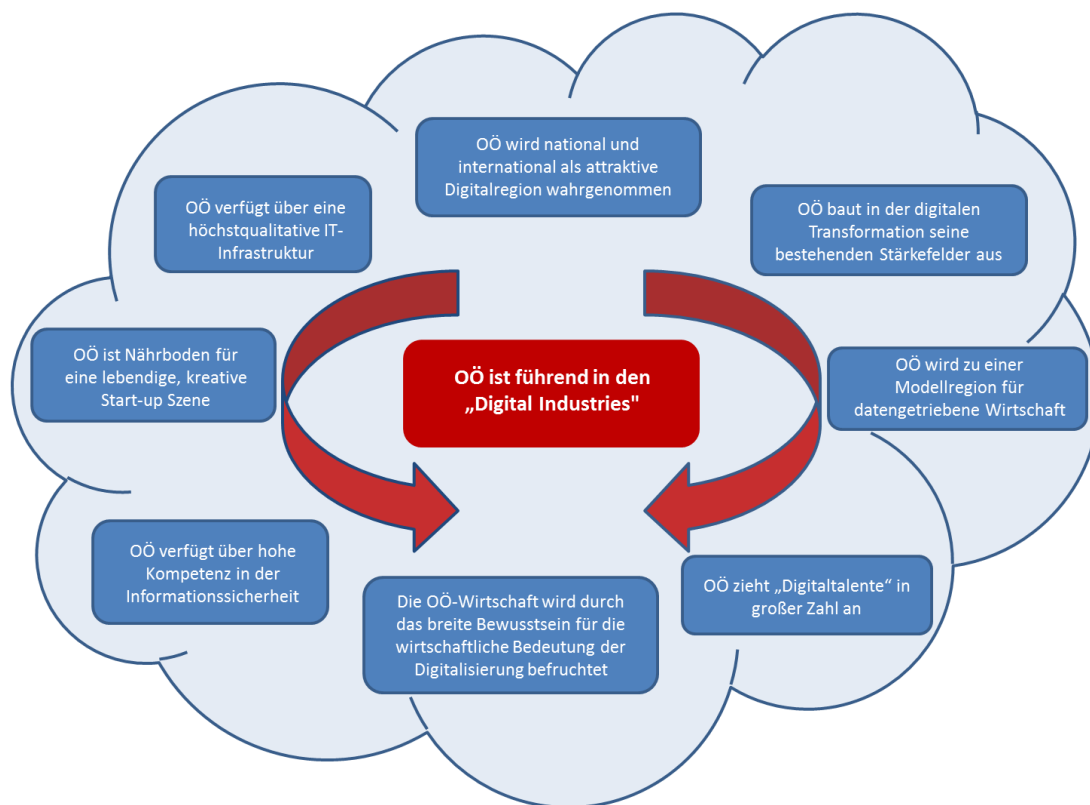 OÖ wird national und
international als attraktive
Digitalregion wahrgenommen
OÖ verfügt über eine
höchstqualitative IT-
Infrastruktur
OÖ baut in der digitalen
Transformation seine
bestehenden Stärkefelder aus
OÖ ist Nährboden für
eine lebendige, kreative
Start-up Szene
OÖ ist führend in den
„Digital Industries"
OÖ wird zu einer
Modellregion für
datengetriebene Wirtschaft
OÖ verfügt über hohe
Kompetenz in der
Informationssicherheit
Die OÖ-Wirtschaft wird durch
das breite Bewusstsein für die
wirtschaftliche Bedeutung der
Digitalisierung befruchtet
OÖ zieht „Digitaltalente“ in
großer Zahl an